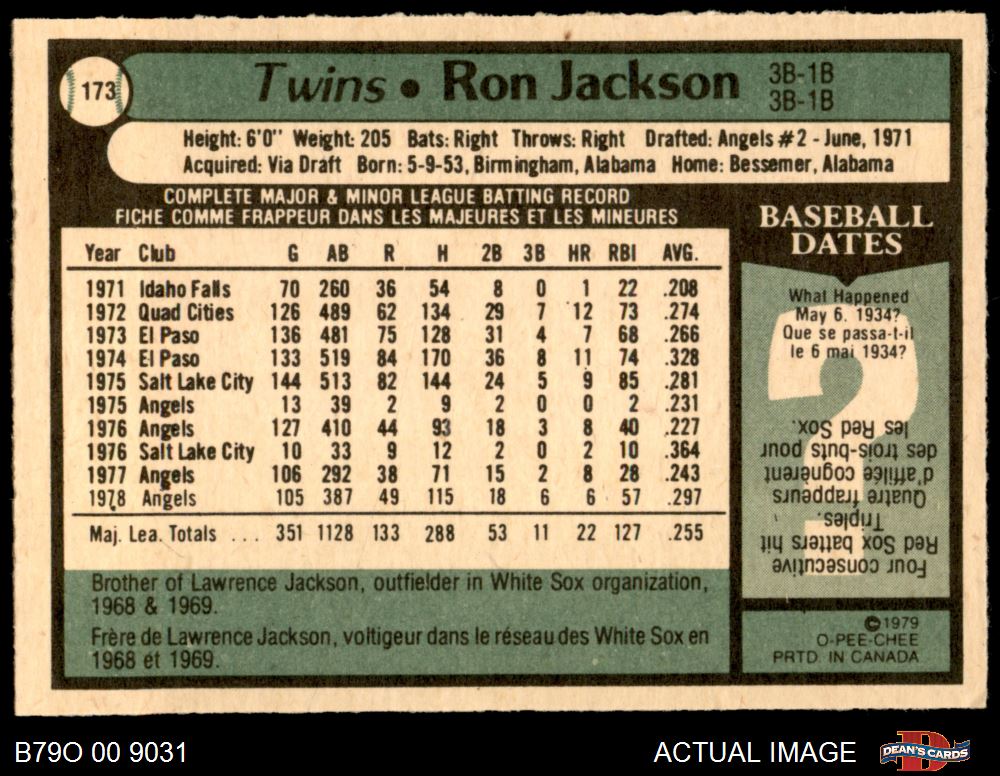 173
Twins • Ron Jackson
3B-1B
3B-1B
Height: 6'0" Weight: 205 Bats: Right Throws: Right Drafted: Angels #2 - June, 1971
Acquired: Via Draft Born: 5-9-53, Birmingham, Alabama Home: Bessemer, Alabama
COMPLETE MAJOR & MINOR LEAGUE BATTING RECORD
FICHE COMME FRAPPEUR DANS LES MAJEURES ET LES MINEURES
Year Club G AB R H 2B 3B HR RBI AVG.
1971 Idaho Falls 70 260 36 54 8 0 1 22 .208
1972 Quad Cities 126 489 62 134 29 7 12 73 .274
1973 El Paso 136 481 75 128 31 4 7 68 .266
1974 El Paso 133 519 84 170 36 8 11 74 .328
1975 Salt Lake City 144 513 82 144 24 5 9 85 .281
1975 Angels 13 39 2 9 2 0 0 2 .231
1976 Angels 127 410 44 93 18 3 8 40 .227
1976 Salt Lake City 10 33 9 12 2 0 2 10 .364
1977 Angels 106 292 38 71 15 2 8 28 .243
1978 Angels 105 387 49 115 18 6 6 57 .297
Maj. Lea. Totals ... 351 1128 133 288 53 11 22 127 .255
Brother of Lawrence Jackson, outfielder in White Sox organization,
1968 & 1969.
Frère de Lawrence Jackson, voltigeur dans le réseau des White Sox en
1968 et 1969.
BASEBALL
DATES
What Happened
May 6. 1934?
Que se passa-t-il
le 6 mai 1934?
Four consecutive
Red Sox batters hit
Triples.
Quatre frappeurs
d'affilée cognèrent
des trois-buts pour
les Red Sox.
©1979
O-PEE-CHEE
PRTD. IN CANADA
B79O 00 9031
ACTUAL IMAGE
D
DEAN'S CARDS